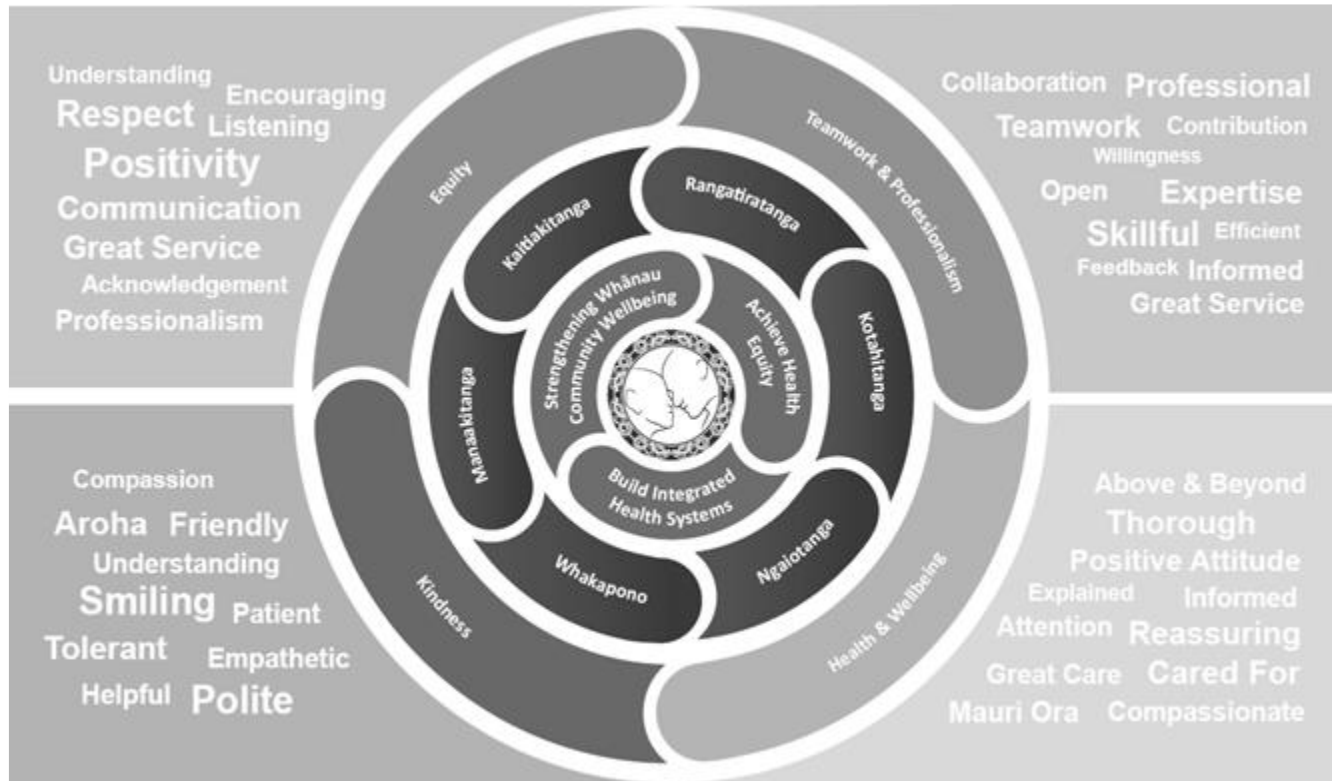 Understanding
Encouraging
Respect
Listening
Positivity
Communication
Great Service
Acknowledgement
Professionalism
Collaboration
Professional
Teamwork
Contribution
Willingness
Open
Expertise
Skillful
Efficient
Feedback
Informed
Great Service
Equity
Teamwork & Professionalism
Kaitiakitanga
Rangatiratanga
Kotahitanga
Ngaiotanga
Whakapono
Manaakitanga
Strengthening Whānau
Community Wellbeing
Achieve Health
Equity
Build Integrated
Health Systems
Kindness
Health & Wellbeing
Compassion
Aroha
Friendly
Understanding
Smiling
Patient
Tolerant
Empathetic
Helpful
Polite
Above & Beyond
Thorough
Positive Attitude
Explained
Informed
Attention
Reassuring
Great Care
Cared For
Mauri Ora
Compassionate